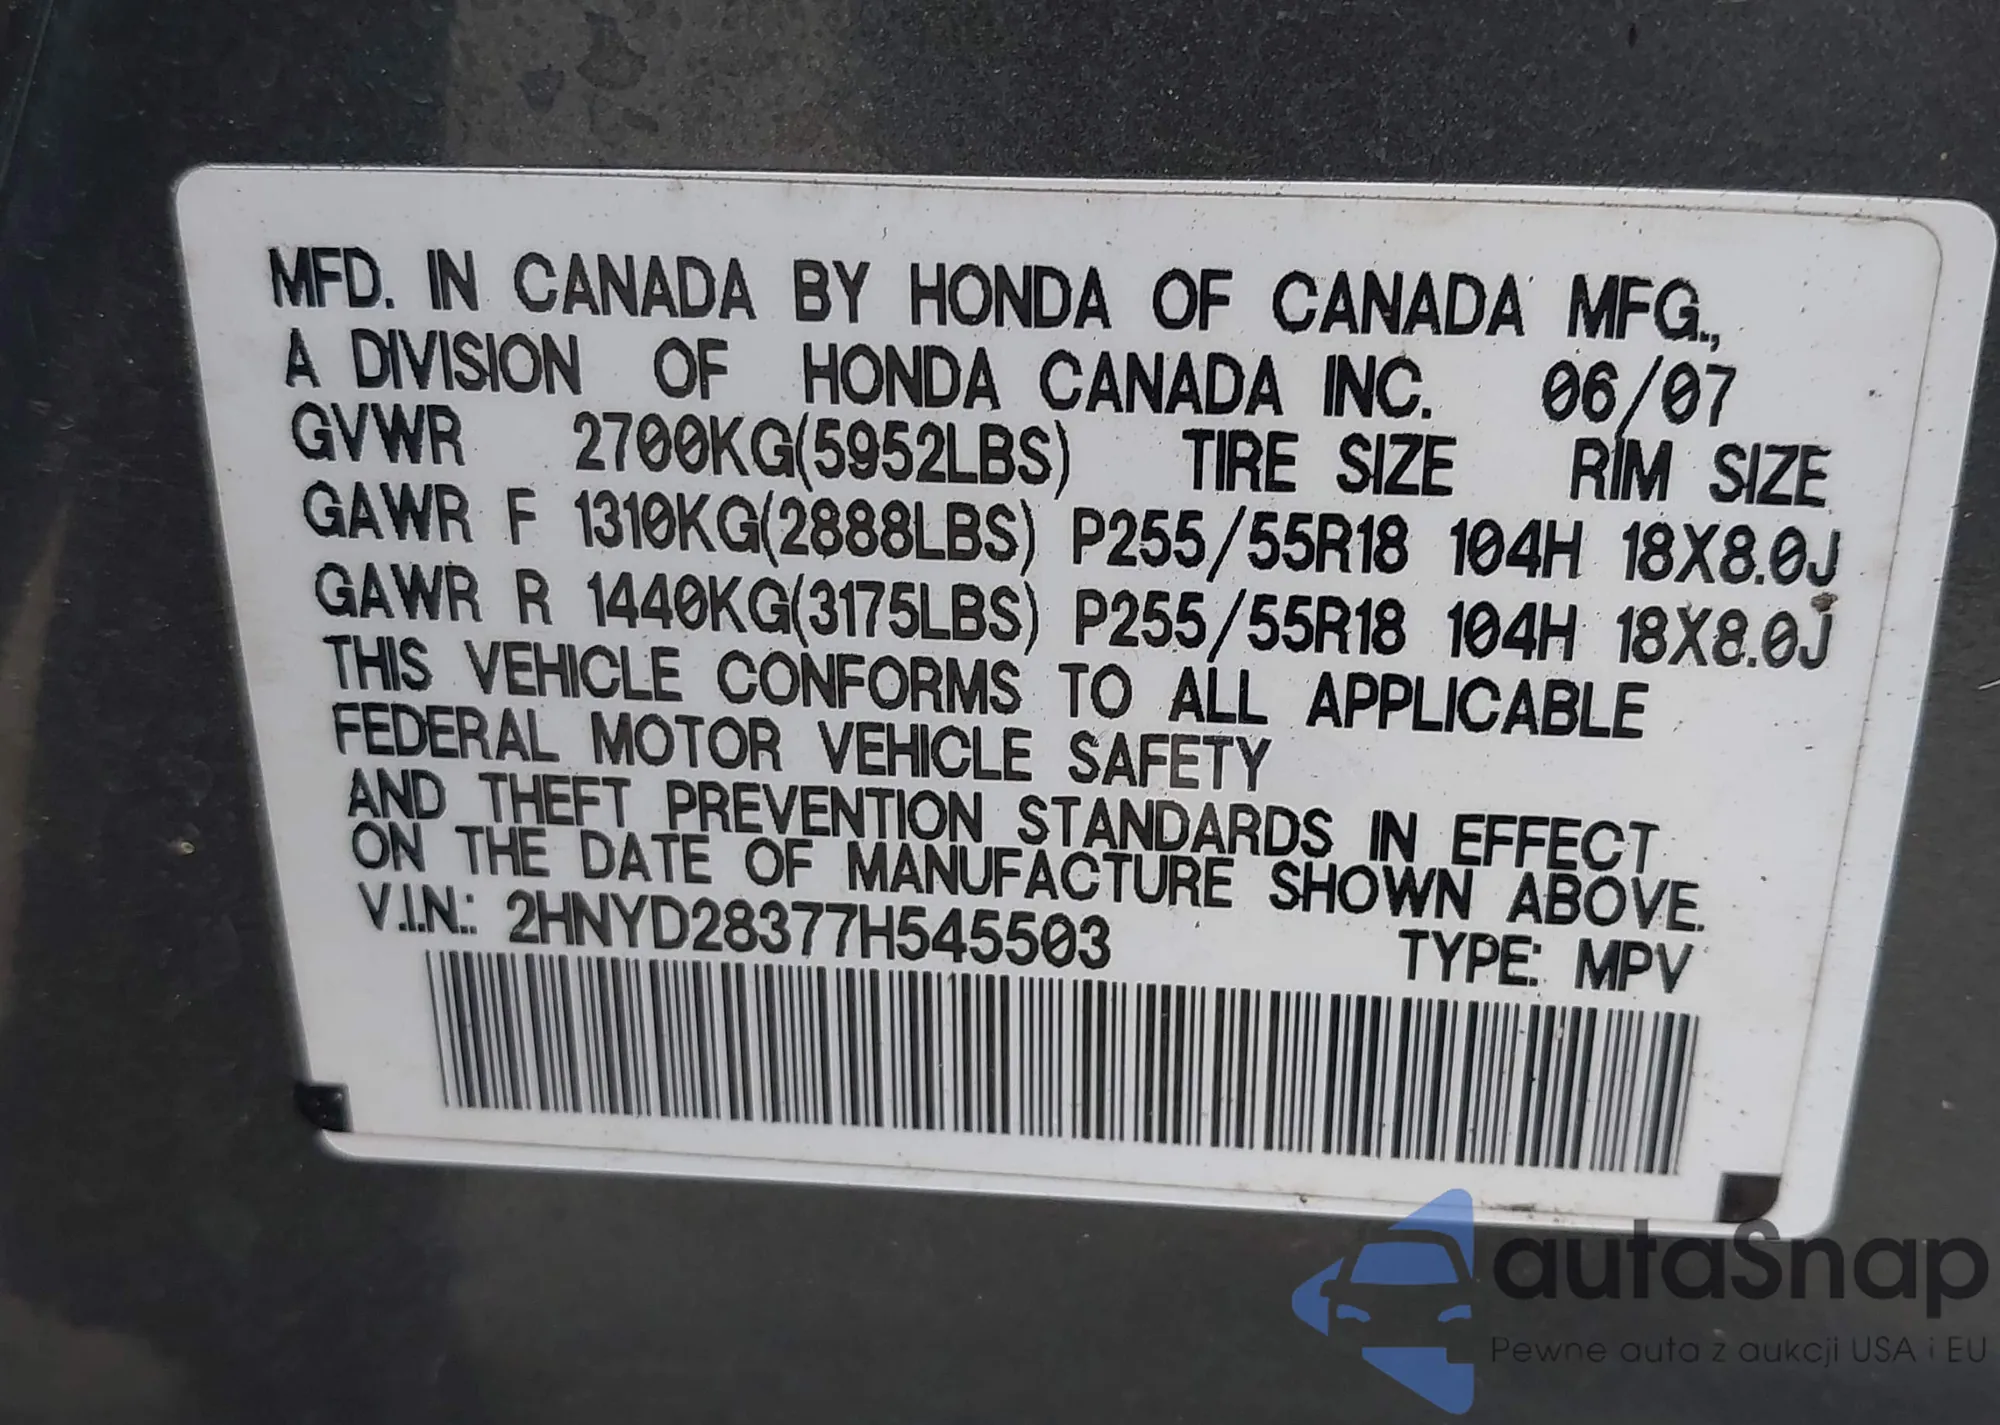 MFD. IN CANADA BY HONDA OF CANADA MFG.,
A DIVISION OF HONDA CANADA INC. 06/07
GVWR 2700KG(5952LBS) TIRE SIZE RIM SIZE
GAWR F 1310KG(2888LBS) P255/55R18 104H 18X8.0J
GAWR R 1440KG(3175LBS) P255/55R18 104H 18X8.0J
THIS VEHICLE CONFORMS TO ALL APPLICABLE
FEDERAL MOTOR VEHICLE SAFETY
AND THEFT PREVENTION STANDARDS IN EFFECT
ON THE DATE OF MANUFACTURE SHOWN ABOVE.
V.I.N.: 2HNYD28377H545503 TYPE: MPV
autaSnap
Pewne auta z aukcji USA i EU